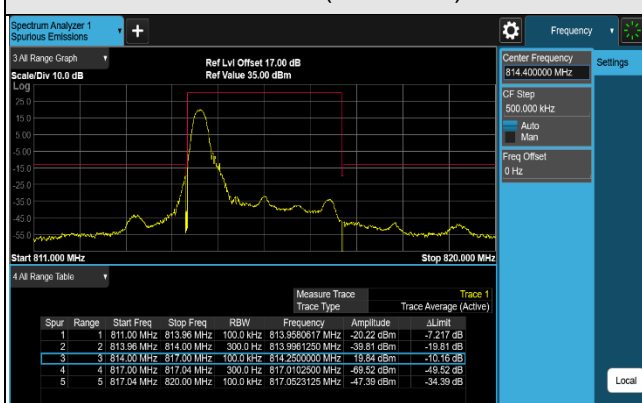 Spectrum Analyzer 1
Spurious Emissions
Frequency
3 All Range Graph
Ref Lvl Offset 17.00 dB
Scale/Div 10.0 dB
Ref Value 35.00 dBm
Log
25.0
15.0
5.00
-5.00
-15.0
-25.0
-35.0
-45.0
-55.0
Start 811.000 MHz
Stop 820.000 MHz
Center Frequency
814.400000 MHz
Settings
CF Step
500.000 kHz
Auto
Man
Freq Offset
0 Hz
4 All Range Table
Measure Trace Trace 1
Trace Type Trace Average (Active)
Spur Range Start Freq Stop Freq RBW Frequency Amplitude ΔLimit
1 1 811.00 MHz 813.96 MHz 100.0 kHz 813.9580617 MHz -20.22 dBm -7.217 dB
2 2 813.96 MHz 814.00 MHz 300.0 Hz 813.9961250 MHz -39.81 dBm -19.81 dB
3 3 814.00 MHz 817.00 MHz 100.0 kHz 814.2500000 MHz 19.84 dBm -10.16 dB
4 4 817.00 MHz 817.04 MHz 300.0 Hz 817.0102500 MHz -69.52 dBm -49.52 dB
5 5 817.04 MHz 820.00 MHz 100.0 kHz 817.0523125 MHz -47.39 dBm -34.39 dB
Local